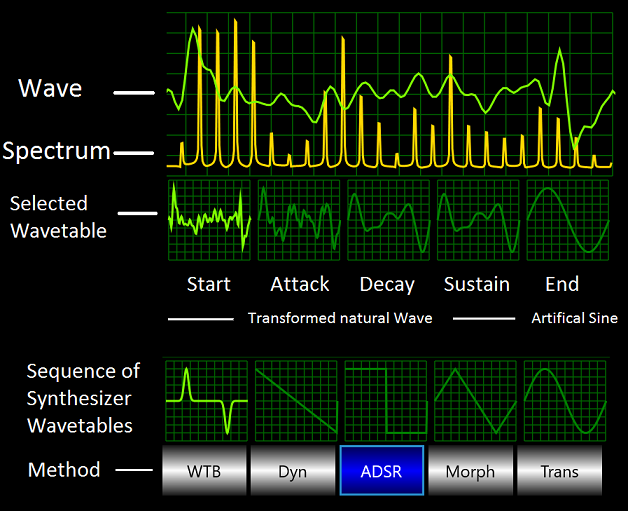 Wave
Spectrum
Selected
Wavetable
Start Attack Decay Sustain End
Transformed natural Wave Artifical Sine
Sequence of
Synthesizer
Wavetables
Method WTB Dyn ADSR Morph Trans